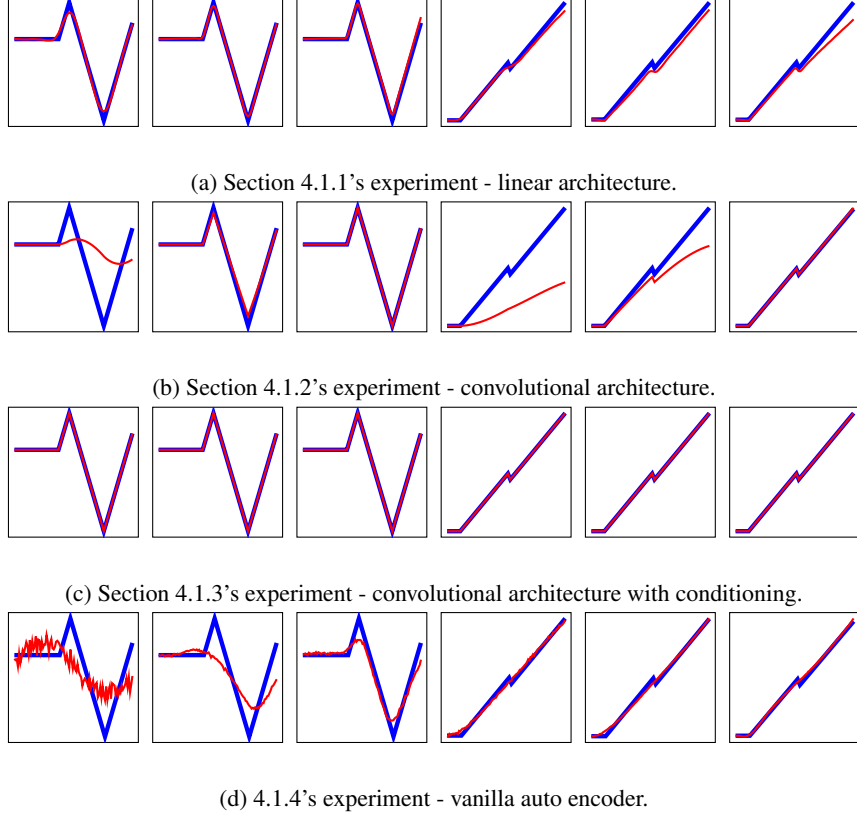 (a) Section 4.1.1's experiment - linear architecture.
(b) Section 4.1.2's experiment - convolutional architecture.
(c) Section 4.1.3's experiment - convolutional architecture with conditioning.
(d) 4.1.4's experiment - vanilla auto encoder.